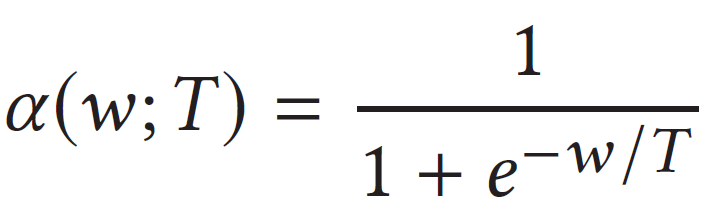 α(w; T) = 1 / (1 + e^{−w/T})